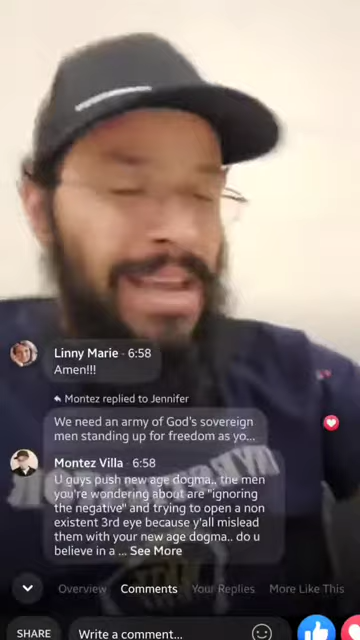 Linny Marie · 6:58
Amen!!!
Montez replied to Jennifer
We need an army of God's sovereign
men standing up for freedom as yo...
Montez Villa · 6:58
U guys push new age dogma,, the men
you're wondering about are "ignoring
the negative" and trying to open a non
existent 3rd eye because y'all mislead
them with your new age dogma.. do u
believe in a ... See More
Overview Comments Your Replies More Like This
SHARE Write a comment...